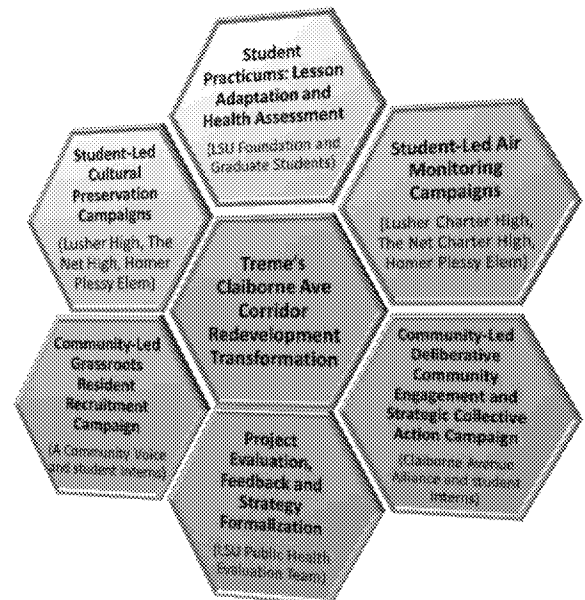 Student
Practicums: Lesson
Adaptation and
Health Assessment
(LSU Foundation and
Graduate Students)
Student-Led Air
Monitoring
Campaigns
(Lusher Charter High,
The Net Charter High,
Homer Plessy Elem)
Student-Led
Cultural
Preservation
Campaigns
(Lusher High, The
Net High, Homer
Plessy Elem)
Treme's
Claiborne Ave
Corridor
Redevelopment
Transformation
Community-Led
Grassroots
Resident
Recruitment
Campaign
(A Community Voice
and student interns)
Community-Led
Deliberative
Community
Engagement and
Strategic Collective
Action Campaign
(Claiborne Avenue
Alliance and student
interns)
Project
Evaluation,
Feedback and
Strategy
Formalization
(LSU Public Health
Evaluation Team)